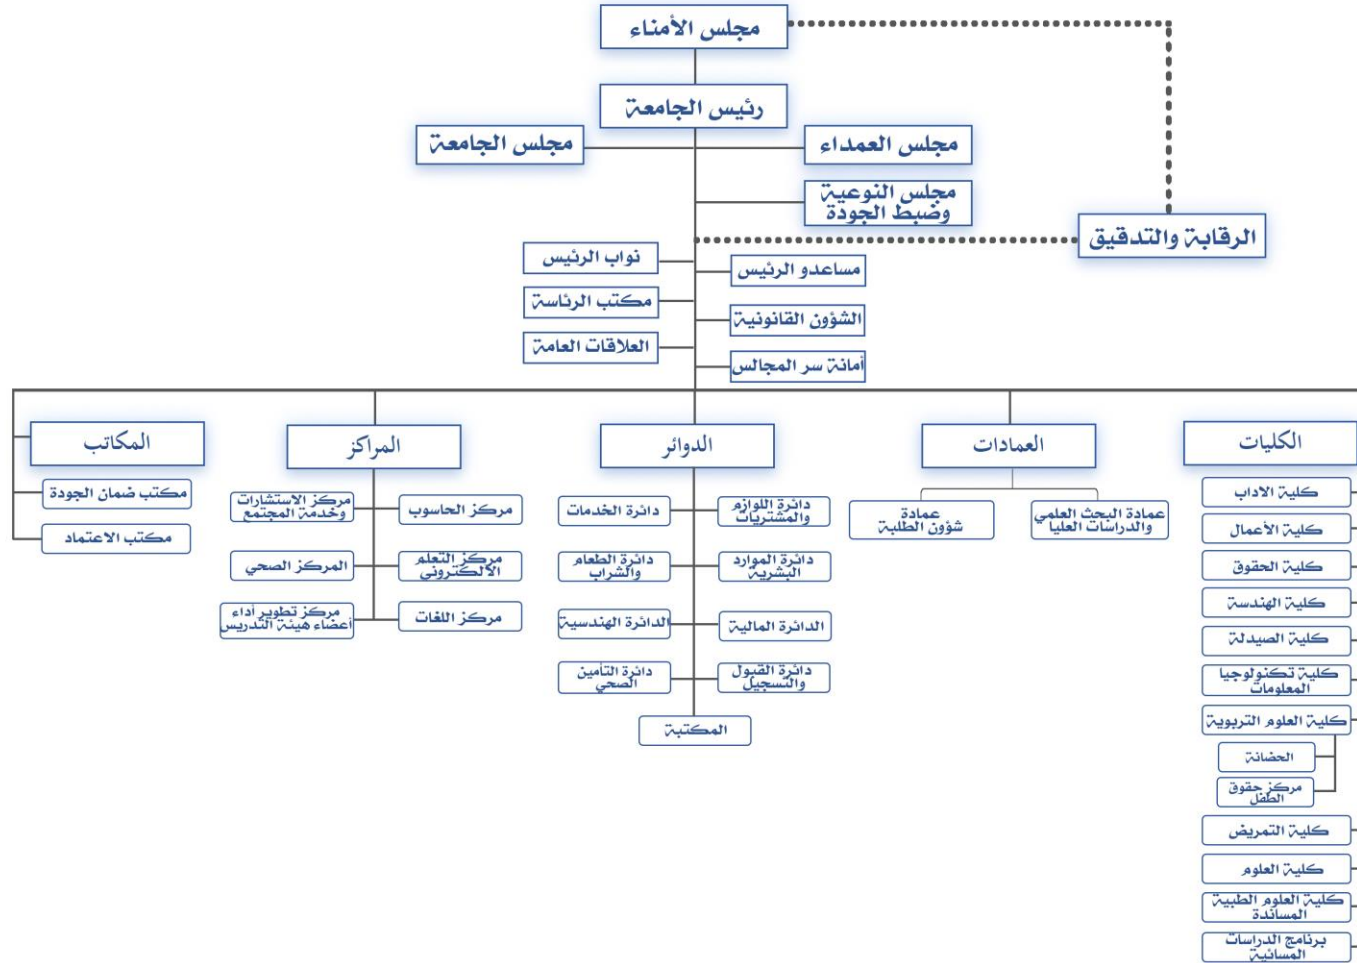 مجلس الأمناء
رئيس الجامعة
مجلس العمداء
مجلس الجامعة
مجلس النوعية
وضبط الجودة
الرقابة والتدقيق
نواب الرئيس
مساعدو الرئيس
مكتب الرئاسة
الشؤون القانونية
العلاقات العامة
أمانة سر المجالس
الكليات
كلية الاداب
كلية الأعمال
كلية الحقوق
كلية الهندسة
كلية الصيدلة
كلية تكنولوجيا
المعلومات
كلية العلوم التربوية
الحضانة
مركز حقوق
الطفل
كلية التمريض
كلية العلوم
كلية العلوم الطبية
المساندة
برنامج الدراسات
المسائية
العمادات
عمادة البحث العلمي
والدراسات العليا
عمادة
شؤون الطلبة
الدوائر
دائرة اللوازم
والمشتريات
دائرة الخدمات
دائرة الموارد
البشرية
دائرة الطعام
والشراب
الدائرة المالية
الدائرة الهندسية
دائرة القبول
والتسجيل
دائرة التأمين
الصحي
المكتبة
المراكز
مركز الحاسوب
مركز الاستشارات
وخدمة المجتمع
مركز التعلم
الالكتروني
المركز الصحي
مركز اللغات
مركز تطوير أداء
أعضاء هيئة التدريس
المكاتب
مكتب ضمان الجودة
مكتب الاعتماد